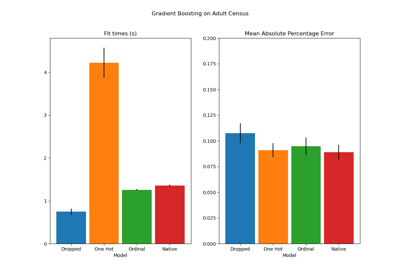 Gradient Boosting on Adult Census
Fit times (s)
4
3
2
1
0
Dropped One Hot Ordinal Native
Model
Mean Absolute Percentage Error
0.200
0.175
0.150
0.125
0.100
0.075
0.050
0.025
0.000
Dropped One Hot Ordinal Native
Model